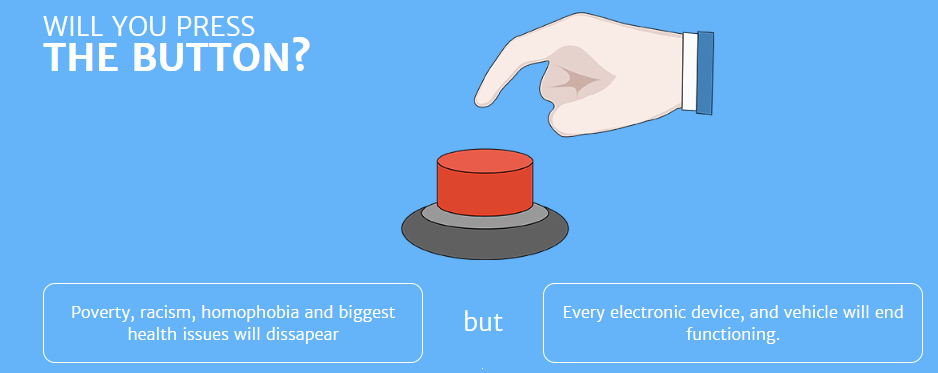 WILL YOU PRESS
THE BUTTON?
Poverty, racism, homophobia and biggest
health issues will dissapear
but
Every electronic device, and vehicle will end
functioning.